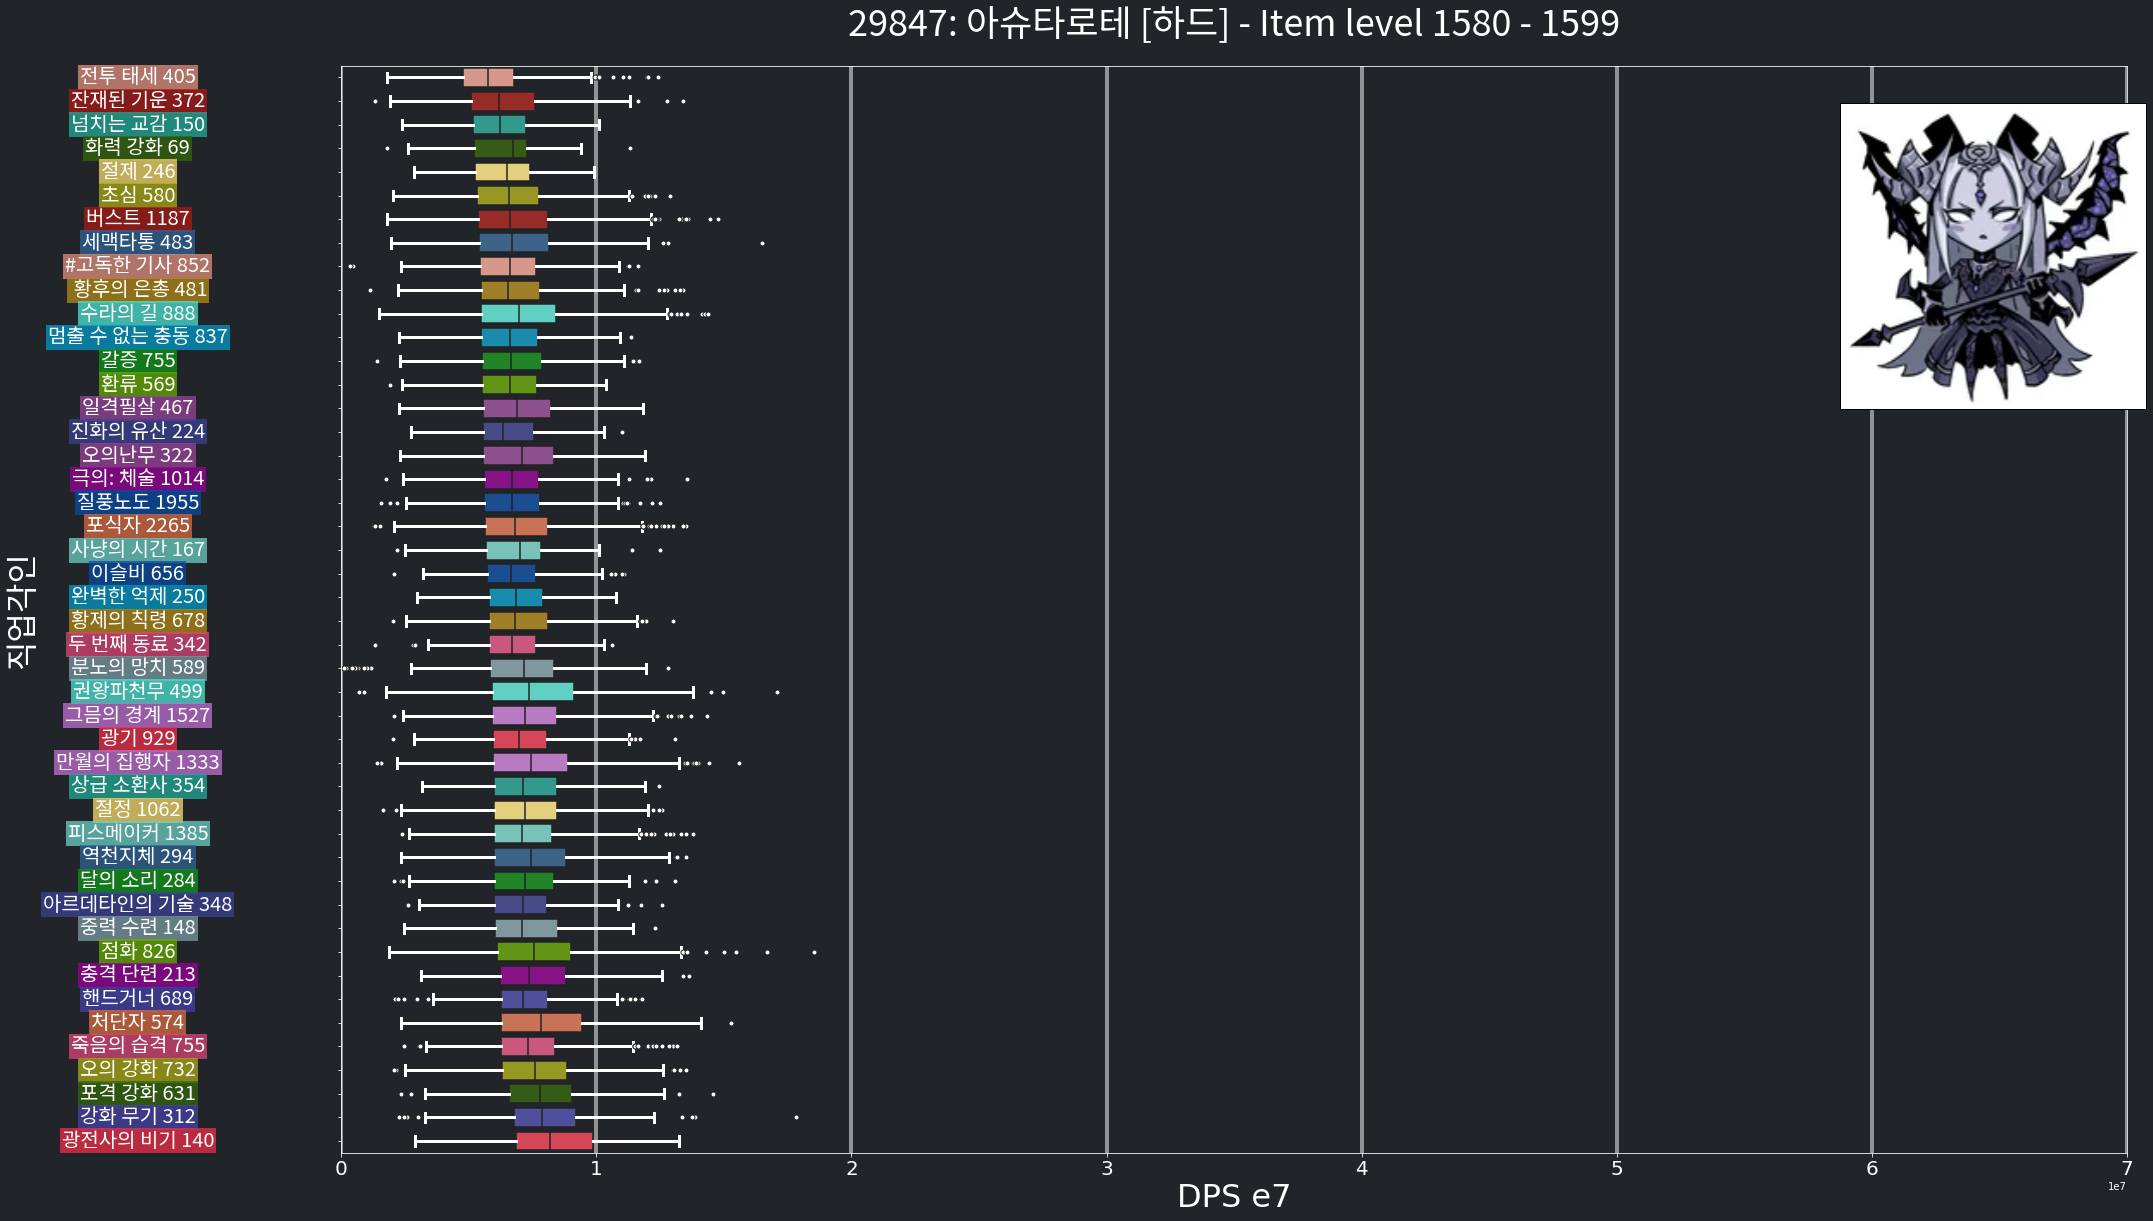 29847: 아슈타로테 [하드] - Item level 1580 - 1599
전투 태세 405
잔재된 기운 372
넘치는 교감 150
화력 강화 69
절제 246
초심 580
버스트 1187
세맥타통 483
#고독한 기사 852
황후의 은총 481
수라의 길 888
멈출 수 없는 충동 837
갈증 755
환류 569
일격필살 467
진화의 유산 224
오의난무 322
극의: 체술 1014
질풍노도 1955
포식자 2265
사냥의 시간 167
이슬비 656
완벽한 억제 250
황제의 칙령 678
두 번째 동료 342
분노의 망치 589
권왕파천무 499
그믐의 경계 1527
광기 929
만월의 집행자 1333
상급 소환사 354
절정 1062
피스메이커 1385
역천지체 294
달의 소리 284
아르데타인의 기술 348
중력 수련 148
점화 826
충격 단련 213
핸드거너 689
처단자 574
죽음의 습격 755
오의 강화 732
포격 강화 631
강화 무기 312
광전사의 비기 140
직업각인
0 1 2 3 4 5 6 7
1e7
DPS e7